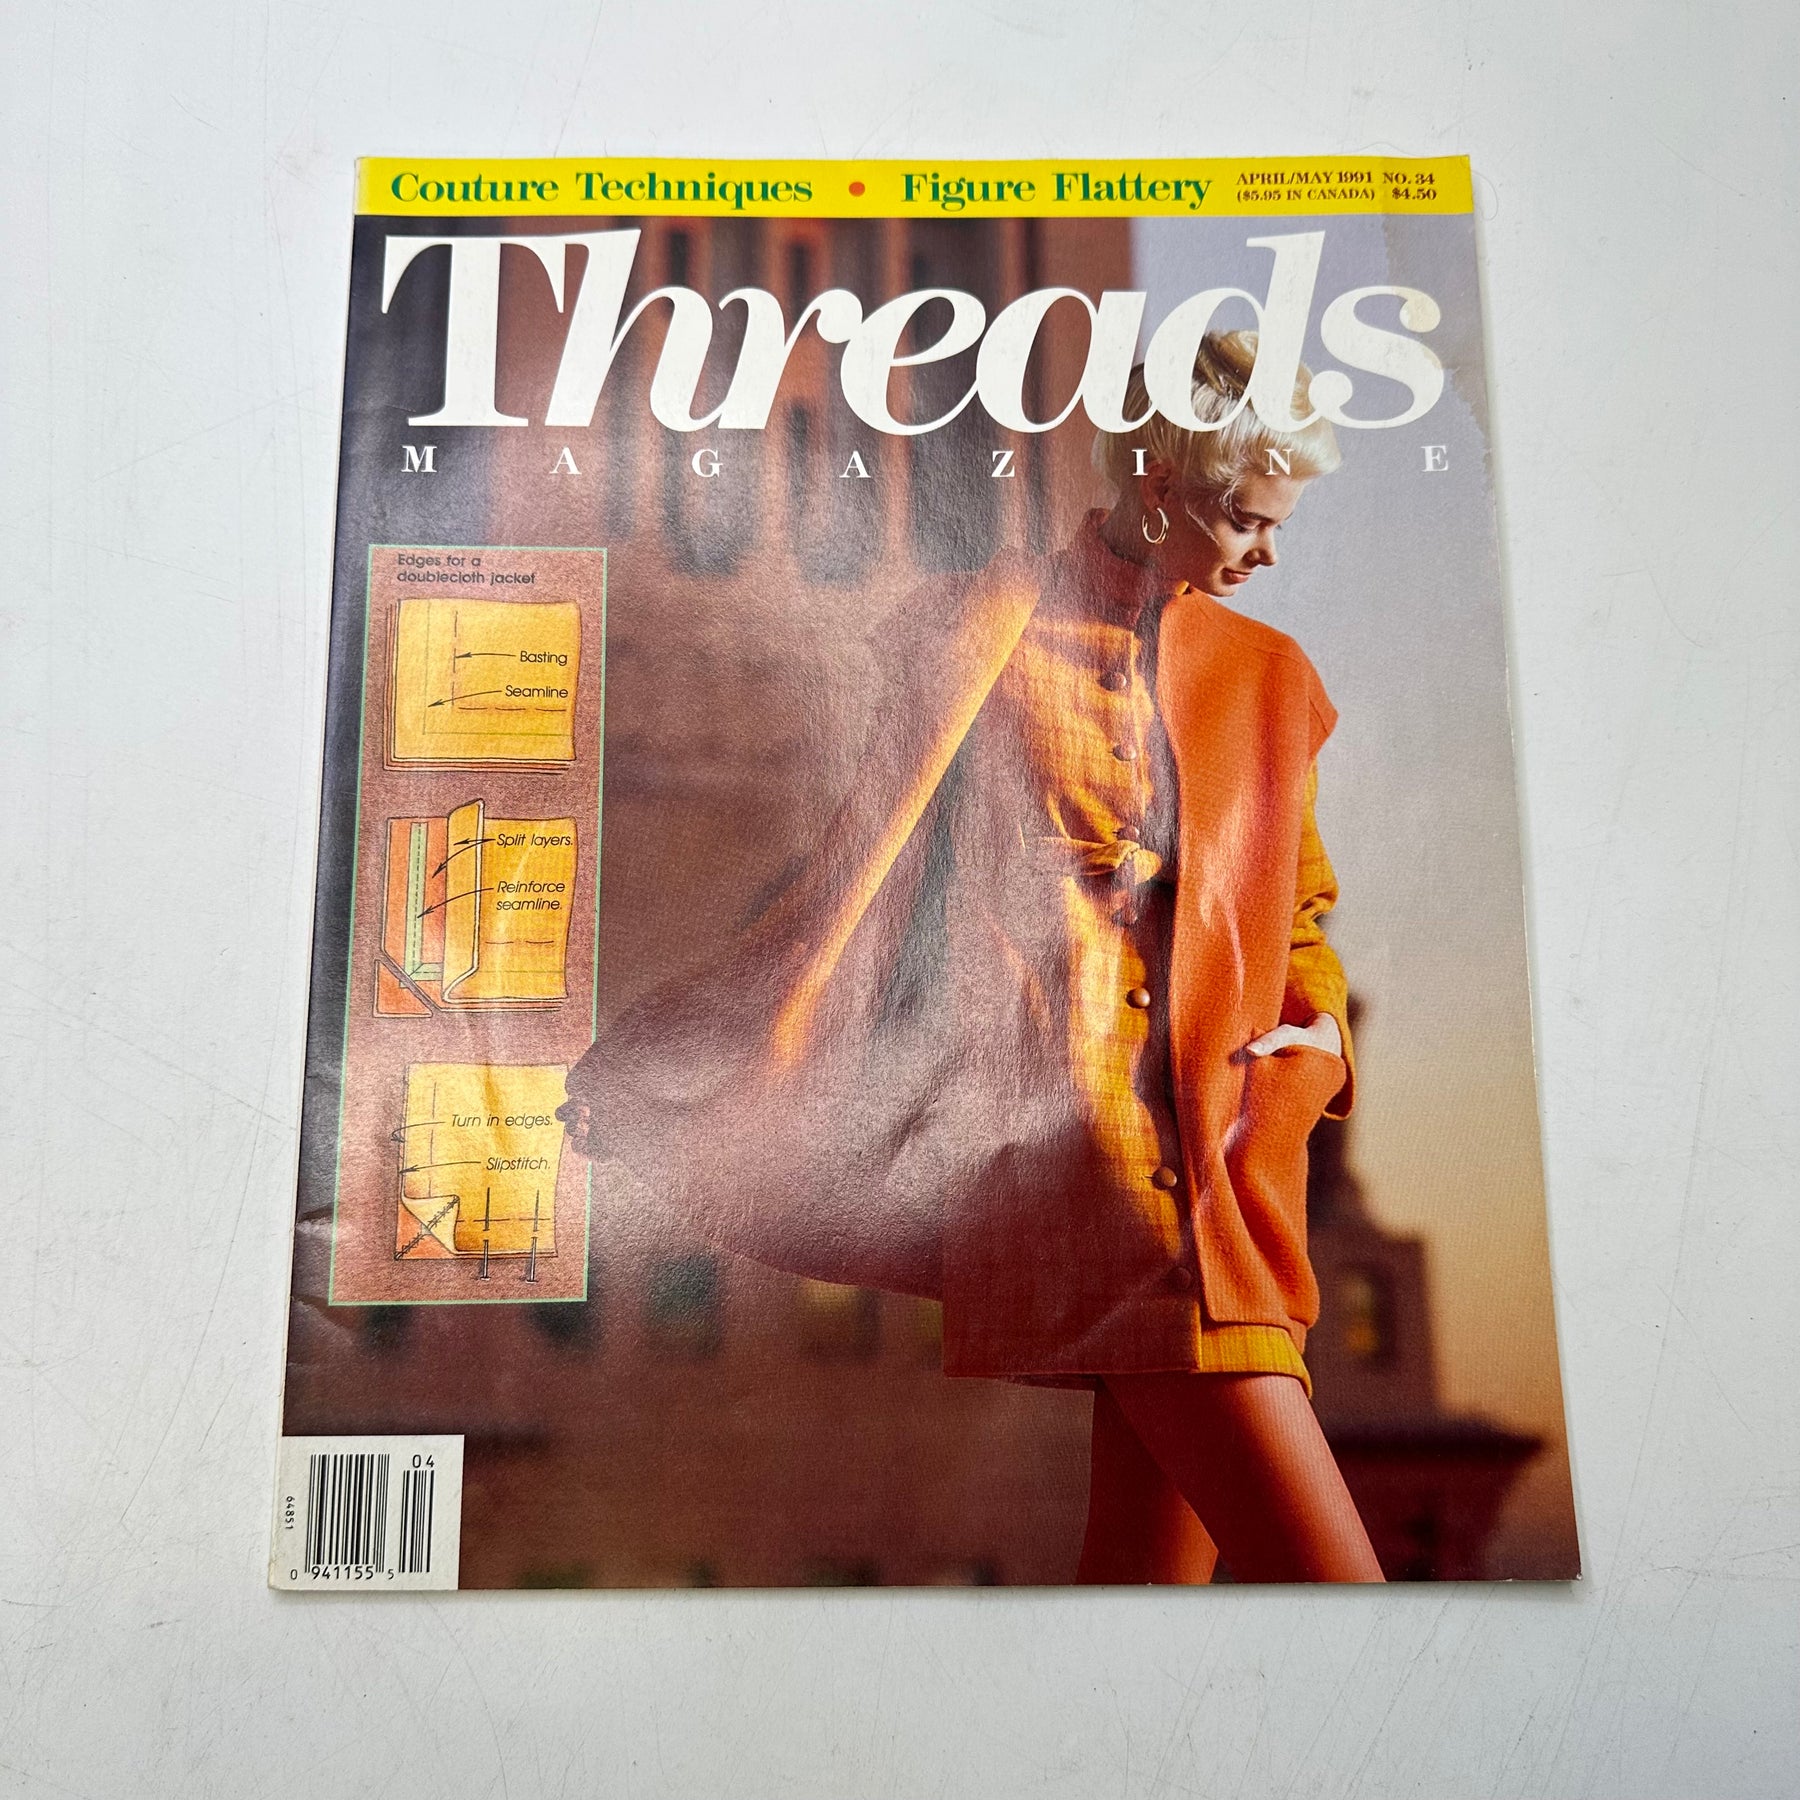 Couture Techniques • Figure Flattery
APRIL/MAY 1991 NO. 34
($5.95 IN CANADA) $4.50
Threads
MAGAZINE
Edges for a
doublecloth jacket
Basting
Seamline
Split layers.
Reinforce
seamline.
Turn in edges.
Slipstitch.
04
64851
0 941155 5